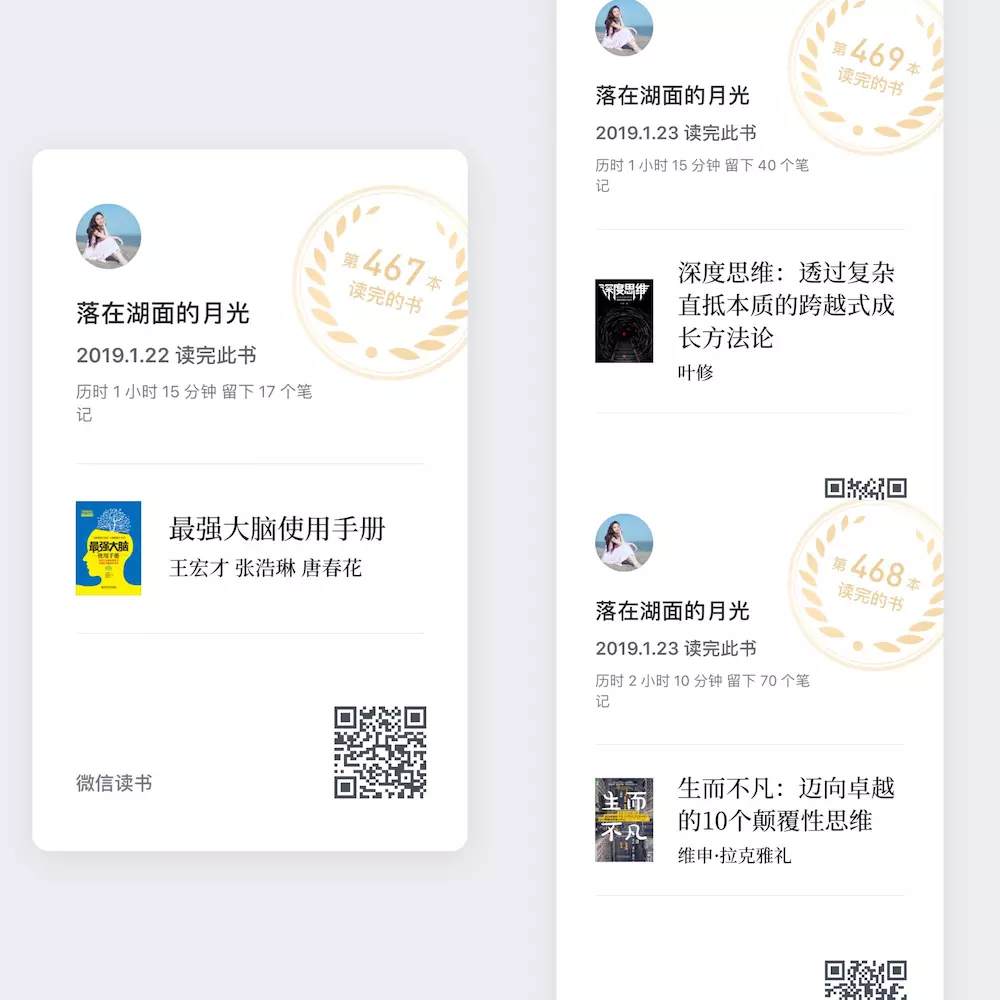 第 467 本
读完的书
落在湖面的月光
2019.1.22 读完此书
历时 1 小时 15 分钟 留下 17 个笔
记
最强大脑
使用手册
最强大脑使用手册
王宏才 张浩琳 唐春花
微信读书
第 469 本
读完的书
落在湖面的月光
2019.1.23 读完此书
历时 1 小时 15 分钟 留下 40 个笔
记
深度思维
深度思维：透过复杂
直抵本质的跨越式成
长方法论
叶修
第 468 本
读完的书
落在湖面的月光
2019.1.23 读完此书
历时 2 小时 10 分钟 留下 70 个笔
记
生而
不凡
生而不凡：迈向卓越
的10个颠覆性思维
维申·拉克雅礼